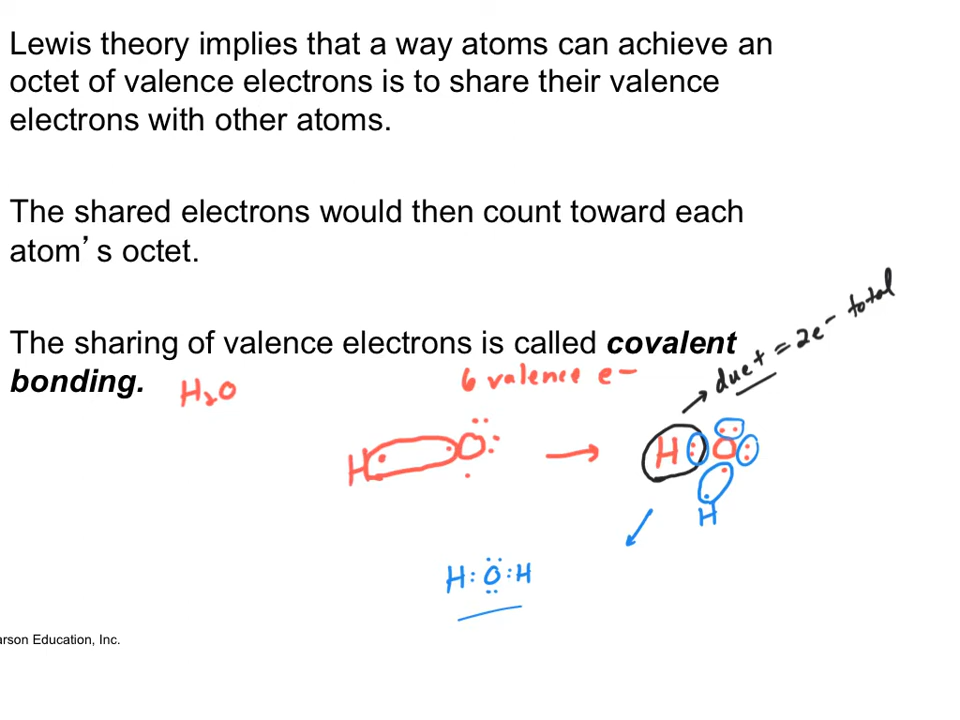 Lewis theory implies that a way atoms can achieve an
octet of valence electrons is to share their valence
electrons with other atoms.
The shared electrons would then count toward each
atom’s octet.
The sharing of valence electrons is called covalent
bonding.
H₂O
6 valence e−
→ duet = 2e− total
H· ·Ö: → H:Ö:
H
H:Ö:H
arson Education, Inc.